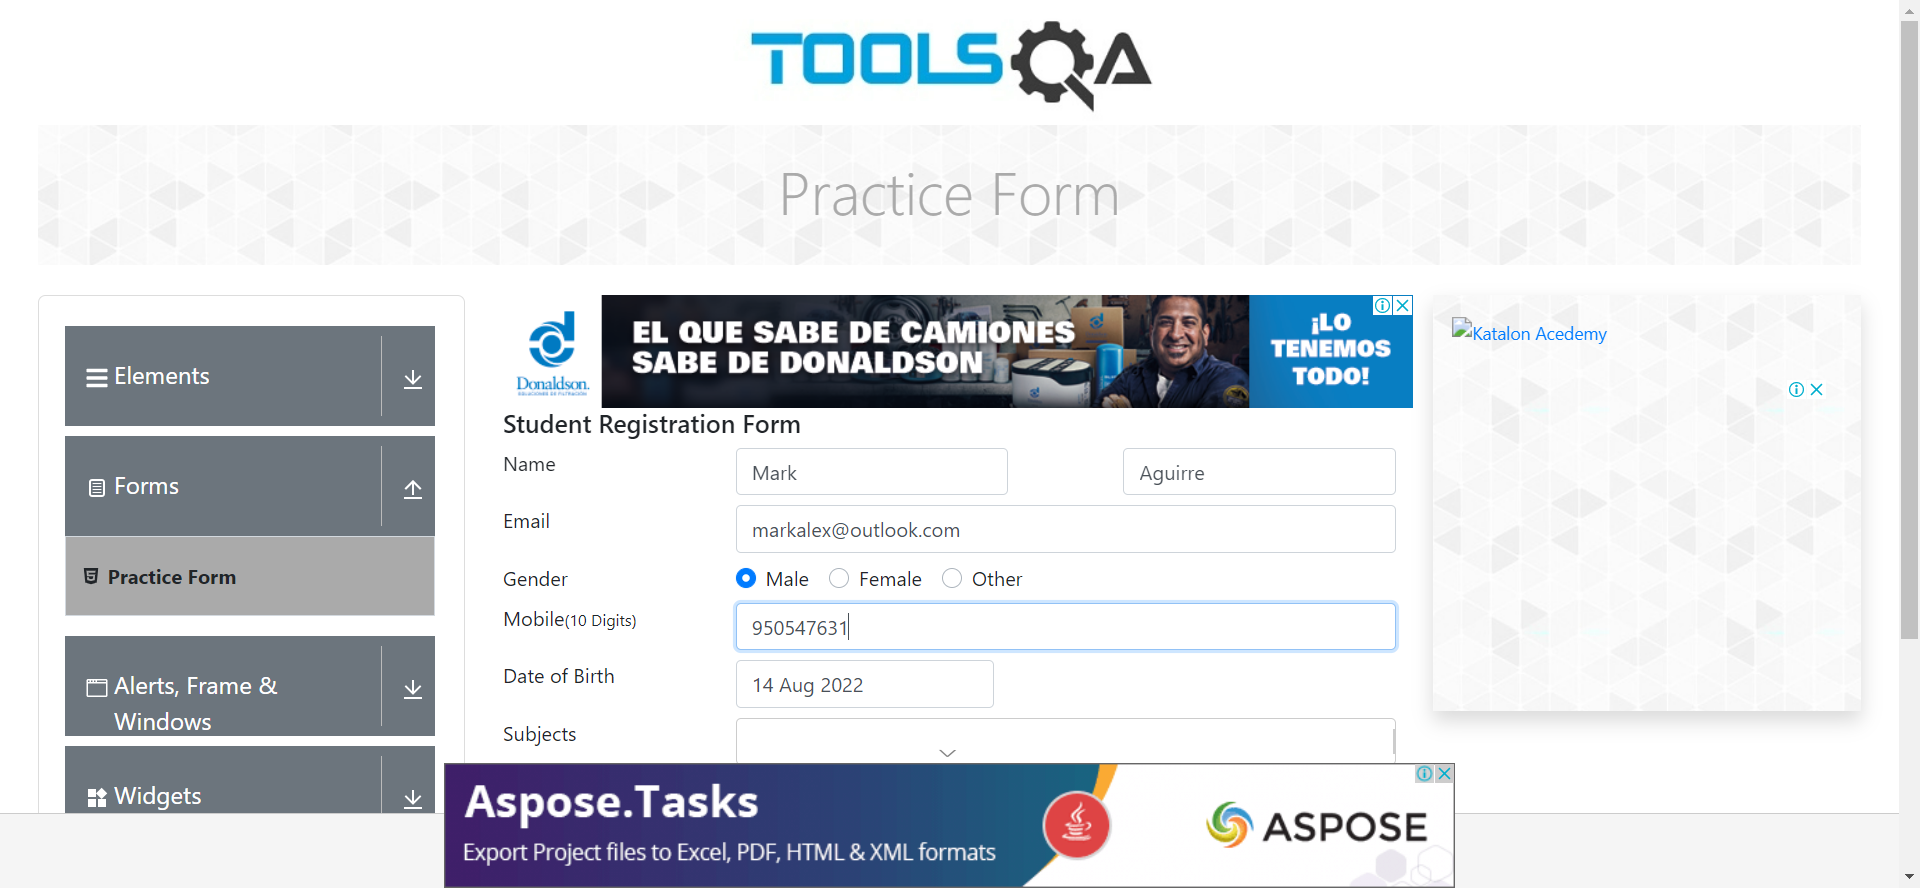 TOOLSQA
Practice Form
Elements
Forms
Practice Form
Alerts, Frame &
Windows
Widgets
Donaldson.
SOLUCIONES DE FILTRACIÓN
EL QUE SABE DE CAMIONES
SABE DE DONALDSON
¡LO
TENEMOS
TODO!
Student Registration Form
Name
Mark
Aguirre
Email
markalex@outlook.com
Gender
Male
Female
Other
Mobile(10 Digits)
950547631
Date of Birth
14 Aug 2022
Subjects
Katalon Acedemy
Aspose.Tasks
Export Project files to Excel, PDF, HTML & XML formats
ASPOSE